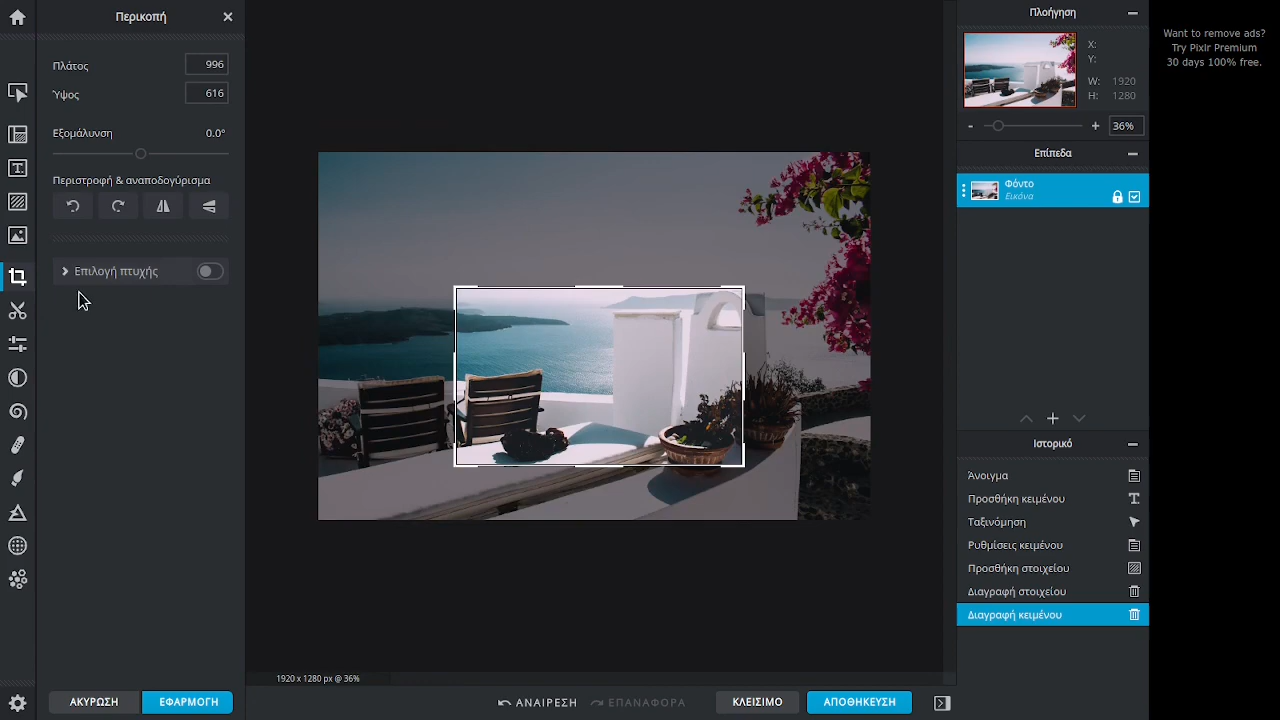 Περικοπή
Πλάτος 996
Ύψος 616
Εξομάλυνση 0.0°
Περιστροφή & αναποδογύρισμα
Επιλογή πτυχής
ΑΚΥΡΩΣΗ
ΕΦΑΡΜΟΓΗ
1920 x 1280 px @ 36%
ΑΝΑΙΡΕΣΗ
ΕΠΑΝΑΦΟΡΑ
ΚΛΕΙΣΙΜΟ
ΑΠΟΘΗΚΕΥΣΗ
Πλοήγηση
X:
Y:
W: 1920
H: 1280
- + 36%
Επίπεδα
Φόντο
Εικόνα
Ιστορικό
Άνοιγμα
Προσθήκη κειμένου
Ταξινόμηση
Ρυθμίσεις κειμένου
Προσθήκη στοιχείου
Διαγραφή στοιχείου
Διαγραφή κειμένου
Want to remove ads?
Try Pixlr Premium
30 days 100% free.